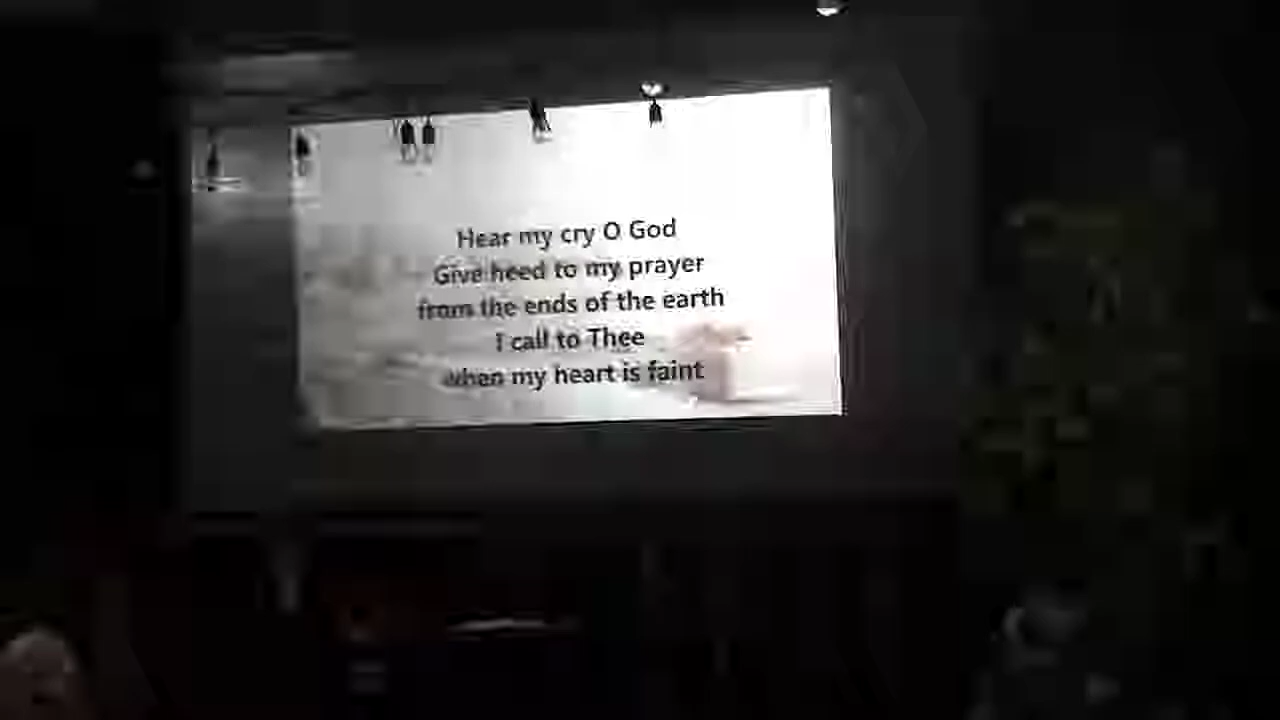 Hear my cry O God
Give heed to my prayer
from the ends of the earth
I call to Thee
when my heart is faint